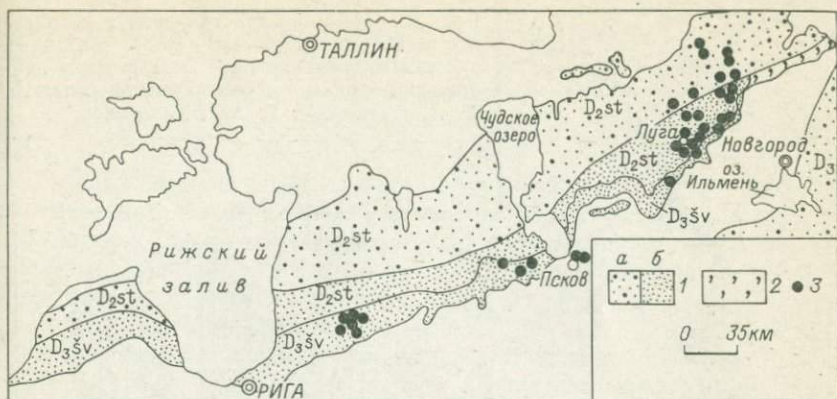 ТАЛЛИН
Чудское
озеро
D₂st
Луга
D₂st
Новгород
оз.
Ильмень
D₃
D₃šv
Рижский
залив
D₂st
D₂st
D₃šv
Псков
D₂st
D₃šv
РИГА
а б
1 2 3
0 35км